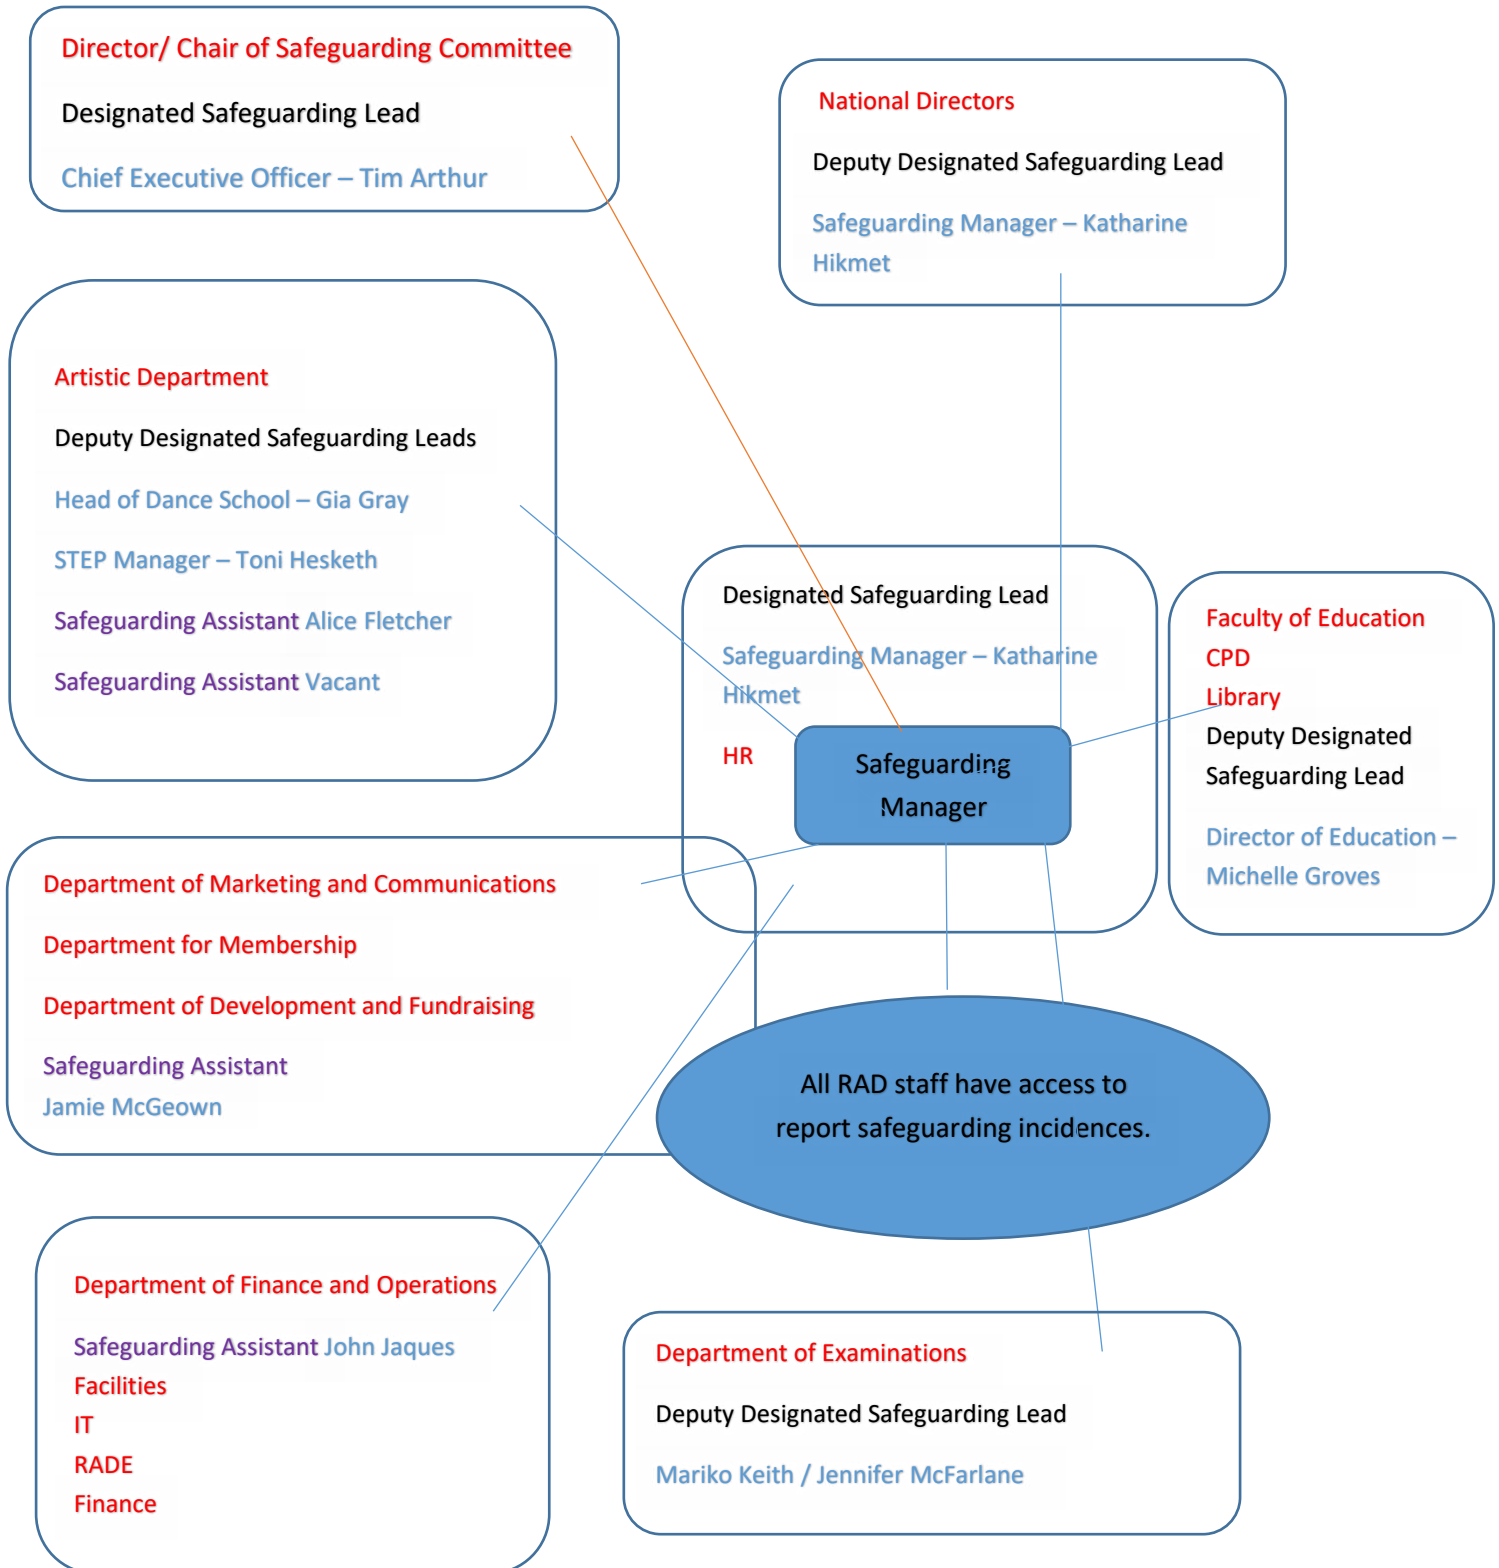 Director/ Chair of Safeguarding Committee
Designated Safeguarding Lead
Chief Executive Officer – Tim Arthur
National Directors
Deputy Designated Safeguarding Lead
Safeguarding Manager – Katharine
Hikmet
Artistic Department
Deputy Designated Safeguarding Leads
Head of Dance School – Gia Gray
STEP Manager – Toni Hesketh
Safeguarding Assistant Alice Fletcher
Safeguarding Assistant Vacant
Designated Safeguarding Lead
Safeguarding Manager – Katharine
Hikmet
HR
Safeguarding
Manager
Faculty of Education
CPD
Library
Deputy Designated
Safeguarding Lead
Director of Education –
Michelle Groves
Department of Marketing and Communications
Department for Membership
Department of Development and Fundraising
Safeguarding Assistant
Jamie McGeown
All RAD staff have access to
report safeguarding incidences.
Department of Finance and Operations
Safeguarding Assistant John Jaques
Facilities
IT
RADE
Finance
Department of Examinations
Deputy Designated Safeguarding Lead
Mariko Keith / Jennifer McFarlane